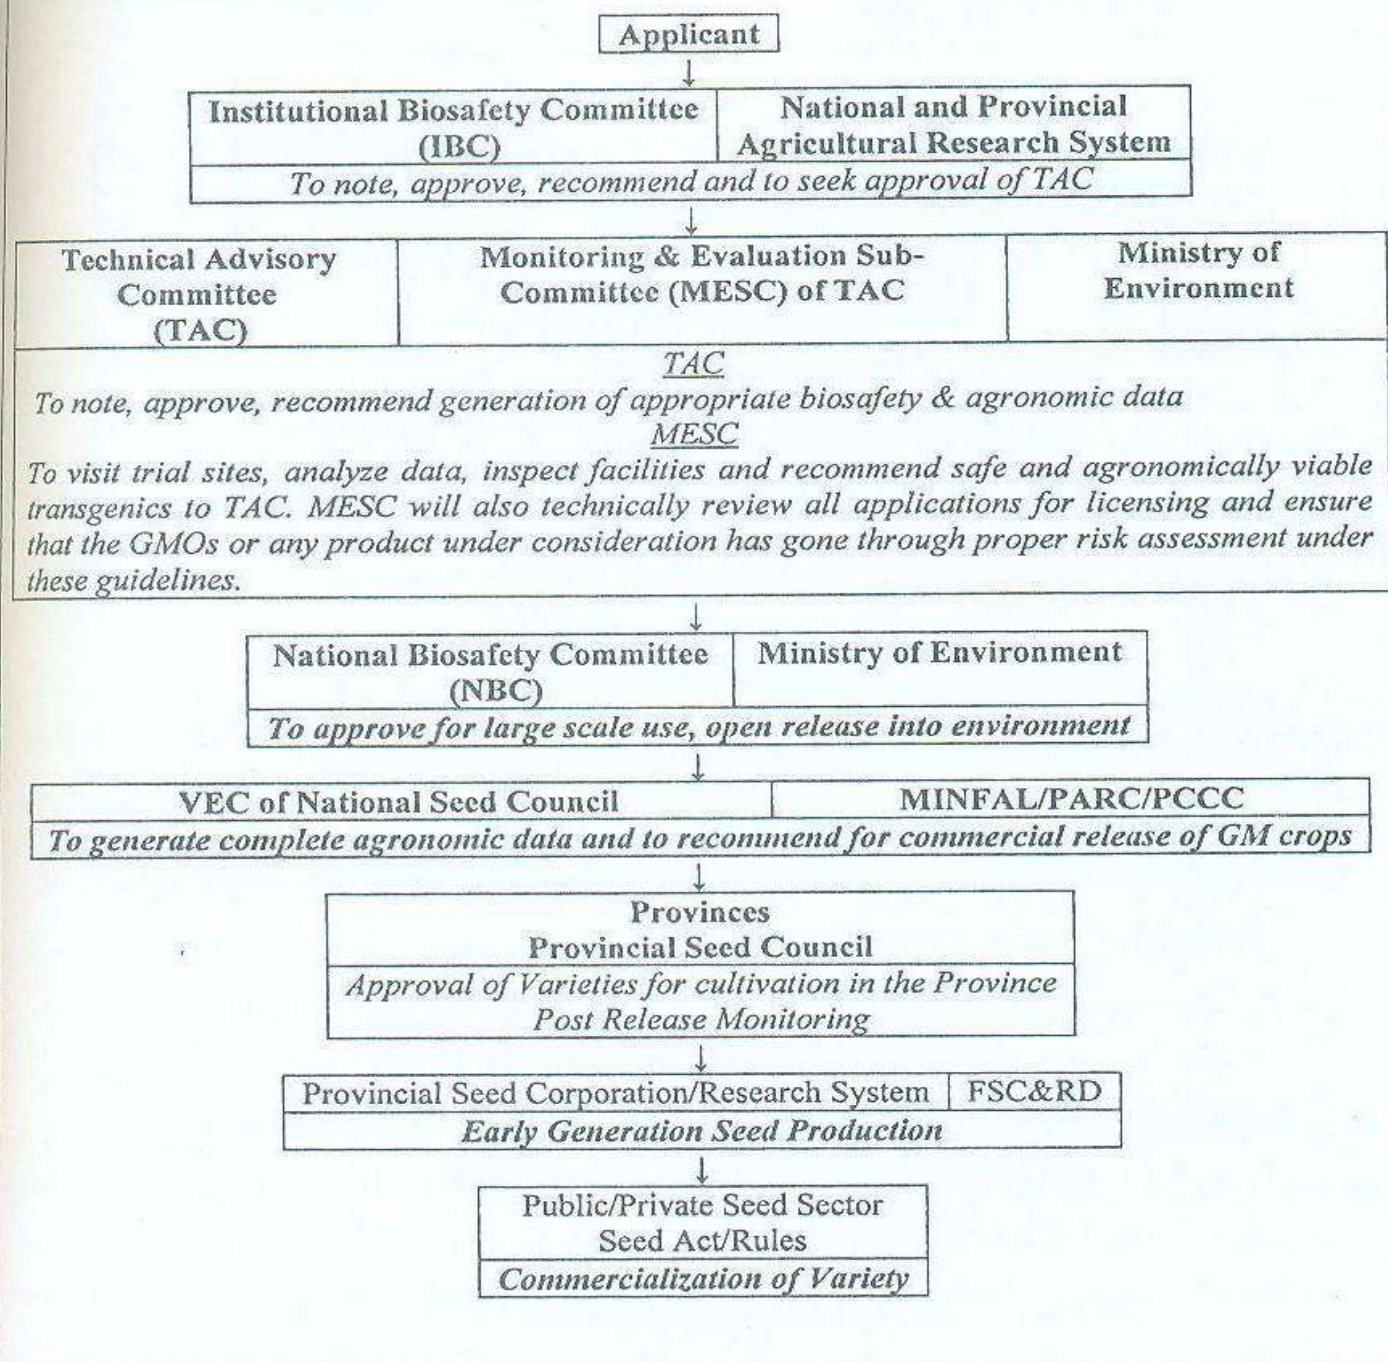 Applicant
↓
Institutional Biosafety Committee
(IBC)
National and Provincial
Agricultural Research System
To note, approve, recommend and to seek approval of TAC
↓
Technical Advisory
Committee
(TAC)
Monitoring & Evaluation Sub-
Committee (MESC) of TAC
Ministry of
Environment
TAC
To note, approve, recommend generation of appropriate biosafety & agronomic data
MESC
To visit trial sites, analyze data, inspect facilities and recommend safe and agronomically viable
transgenics to TAC. MESC will also technically review all applications for licensing and ensure
that the GMOs or any product under consideration has gone through proper risk assessment under
these guidelines.
↓
National Biosafety Committee
(NBC)
Ministry of Environment
To approve for large scale use, open release into environment
↓
VEC of National Seed Council
MINFAL/PARC/PCCC
To generate complete agronomic data and to recommend for commercial release of GM crops
↓
Provinces
Provincial Seed Council
Approval of Varieties for cultivation in the Province
Post Release Monitoring
↓
Provincial Seed Corporation/Research System
FSC&RD
Early Generation Seed Production
↓
Public/Private Seed Sector
Seed Act/Rules
Commercialization of Variety